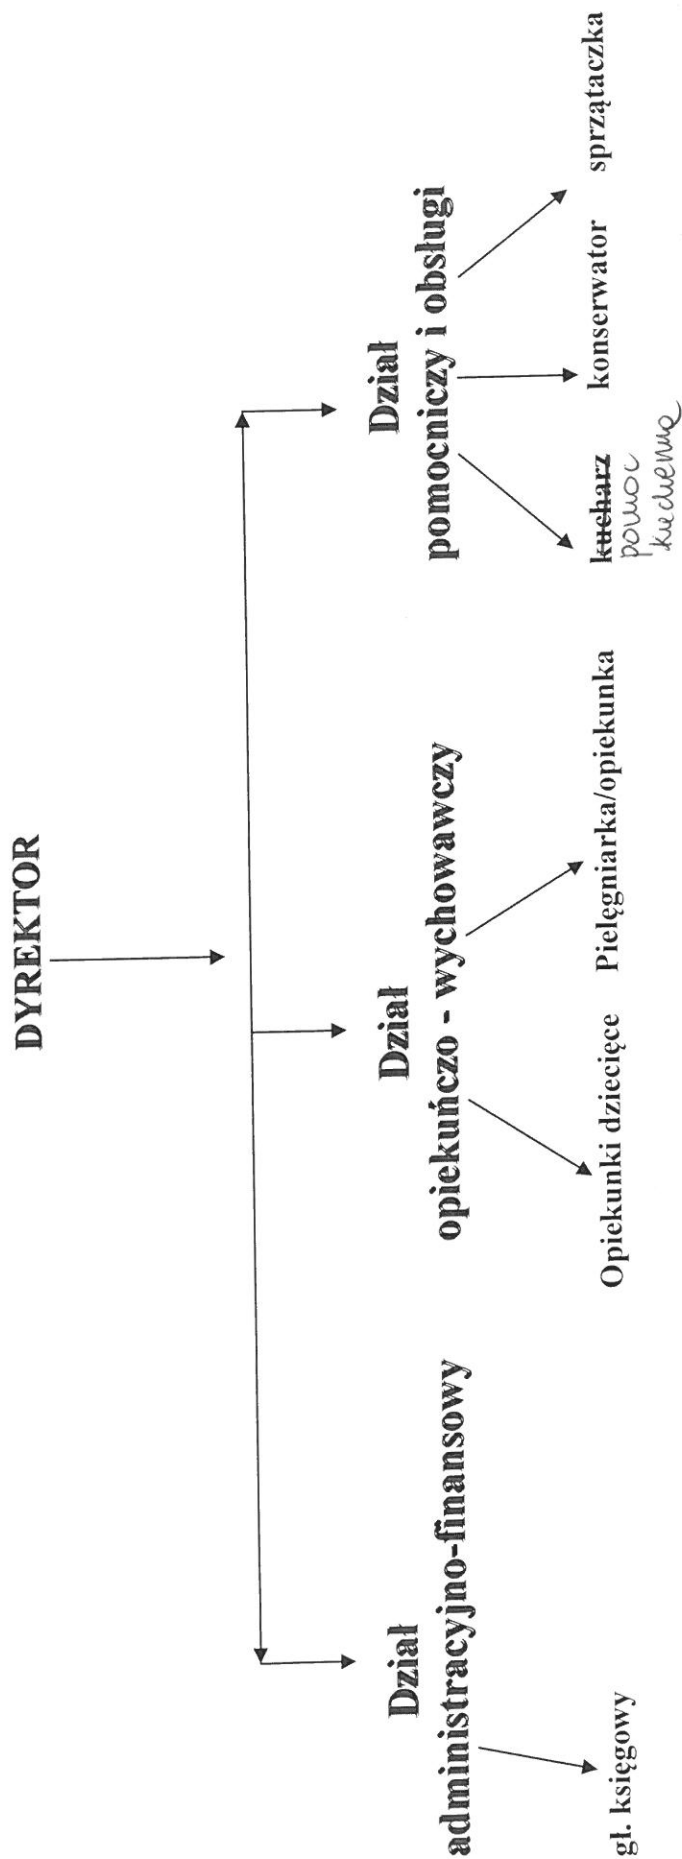 DYREKTOR
Dział
administracyjno-finansowy
gł. księgowy
Dział
opiekuńczo - wychowawczy
Opiekunki dziecięce
Pielęgniarka/opiekunka
Dział
pomocniczy i obsługi
kucharz
pomoc
kuchenna
konserwator
sprzątaczka